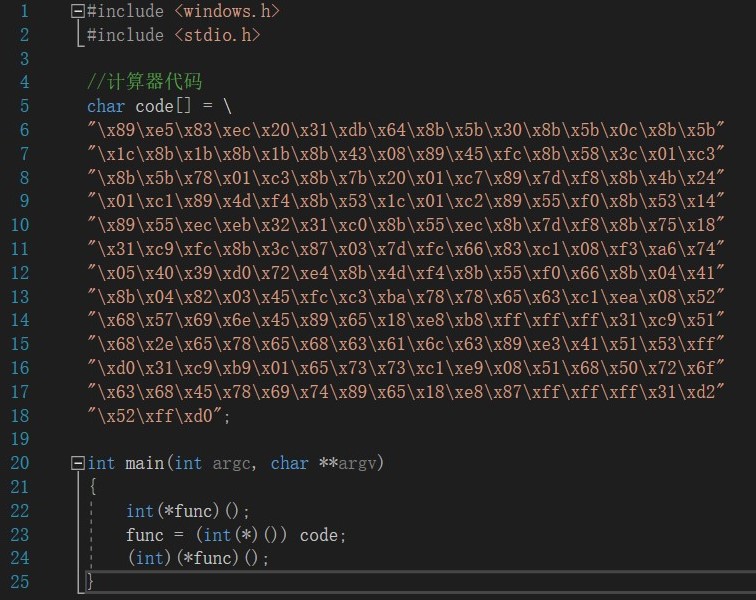 1 #include <windows.h>
2 #include <stdio.h>
3
4 //计算器代码
5 char code[] = \
6 "\x89\xe5\x83\xec\x20\x31\xdb\x64\x8b\x5b\x30\x8b\x5b\x0c\x8b\x5b"
7 "\x1c\x8b\x1b\x8b\x1b\x8b\x43\x08\x89\x45\xfc\x8b\x58\x3c\x01\xc3"
8 "\x8b\x5b\x78\x01\xc3\x8b\x7b\x20\x01\xc7\x89\x7d\xf8\x8b\x4b\x24"
9 "\x01\xc1\x89\x4d\xf4\x8b\x53\x1c\x01\xc2\x89\x55\xf0\x8b\x53\x14"
10 "\x89\x55\xec\xeb\x32\x31\xc0\x8b\x55\xec\x8b\x7d\xf8\x8b\x75\x18"
11 "\x31\xc9\xfc\x8b\x3c\x87\x03\x7d\xfc\x66\x83\xc1\x08\xf3\xa6\x74"
12 "\x05\x40\x39\xd0\x72\xe4\x8b\x4d\xf4\x8b\x55\xf0\x66\x8b\x04\x41"
13 "\x8b\x04\x82\x03\x45\xfc\xc3\xba\x78\x78\x65\x63\xc1\xea\x08\x52"
14 "\x68\x57\x69\x6e\x45\x89\x65\x18\xe8\xb8\xff\xff\xff\x31\xc9\x51"
15 "\x68\x2e\x65\x78\x65\x68\x63\x61\x6c\x63\x89\xe3\x41\x51\x53\xff"
16 "\xd0\x31\xc9\xb9\x01\x65\x73\x73\xc1\xe9\x08\x51\x68\x50\x72\x6f"
17 "\x63\x68\x45\x78\x69\x74\x89\x65\x18\xe8\x87\xff\xff\xff\x31\xd2"
18 "\x52\xff\xd0";
19
20 int main(int argc, char **argv)
21 {
22 int(*func)();
23 func = (int(*)()) code;
24 (int)(*func)();
25 }